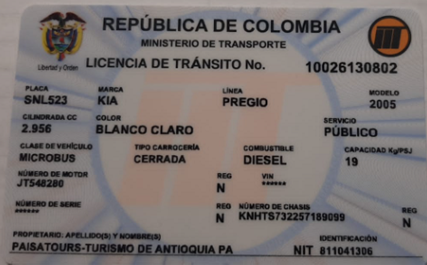 REPÚBLICA DE COLOMBIA
MINISTERIO DE TRANSPORTE
Libertad y Orden
LICENCIA DE TRÁNSITO No. 10026130802
PLACA MARCA LÍNEA MODELO
SNL523 KIA PREGIO 2005
CILINDRADA CC COLOR SERVICIO
2.956 BLANCO CLARO PÚBLICO
CLASE DE VEHÍCULO TIPO CARROCERÍA COMBUSTIBLE CAPACIDAD Kg/PSJ
MICROBUS CERRADA DIESEL 19
NÚMERO DE MOTOR REG VIN
JT548280 N ******
NÚMERO DE SERIE REG NÚMERO DE CHASIS REG
****** N KNHTS732257189099 N
PROPIETARIO: APELLIDO(S) Y NOMBRE(S) IDENTIFICACIÓN
PAISATOURS-TURISMO DE ANTIOQUIA PA NIT 811041306